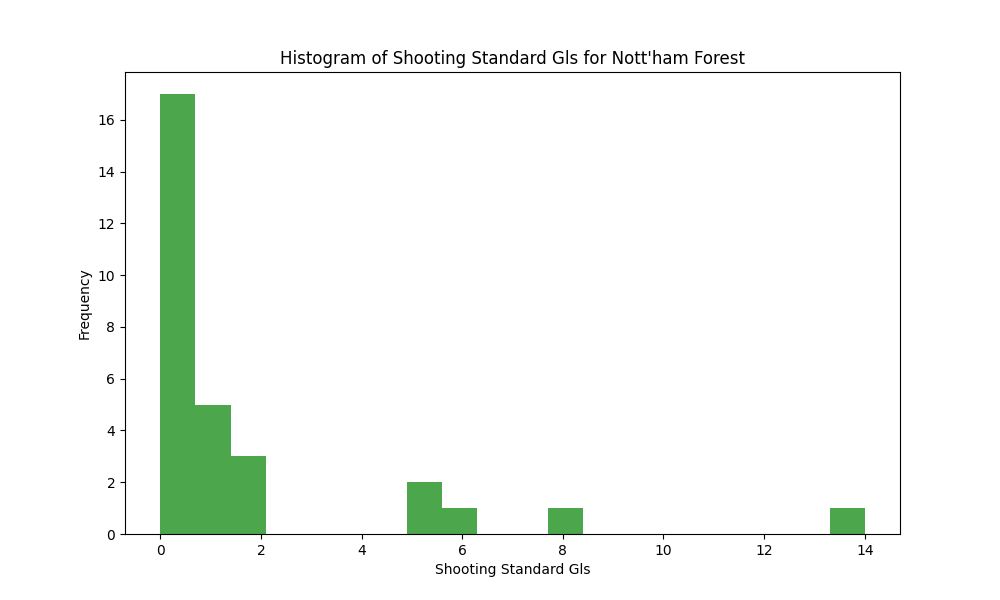 Histogram of Shooting Standard Gls for Nott'ham Forest
16
14
12
10
8
6
4
2
0
Frequency
0 2 4 6 8 10 12 14
Shooting Standard Gls